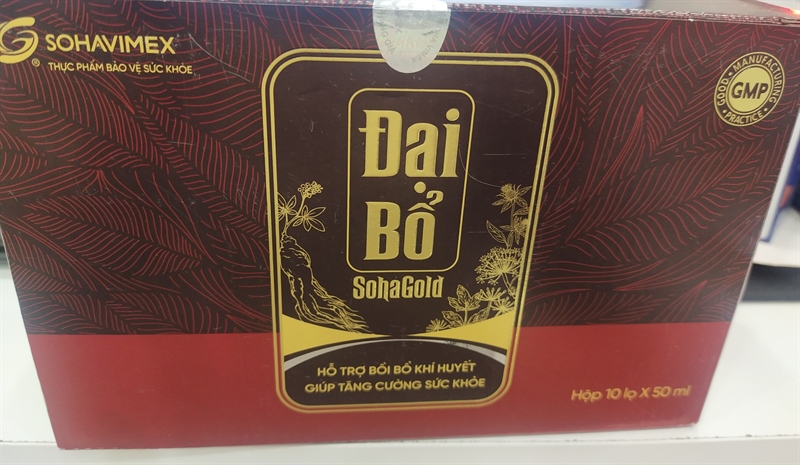 SOHAVIMEX
THỰC PHẨM BẢO VỆ SỨC KHỎE
GOOD MANUFACTURING PRACTICE
GMP
Đại
Bổ
SohaGold
HỖ TRỢ BỒI BỔ KHÍ HUYẾT
GIÚP TĂNG CƯỜNG SỨC KHỎE
Hộp 10 lọ X 50 ml